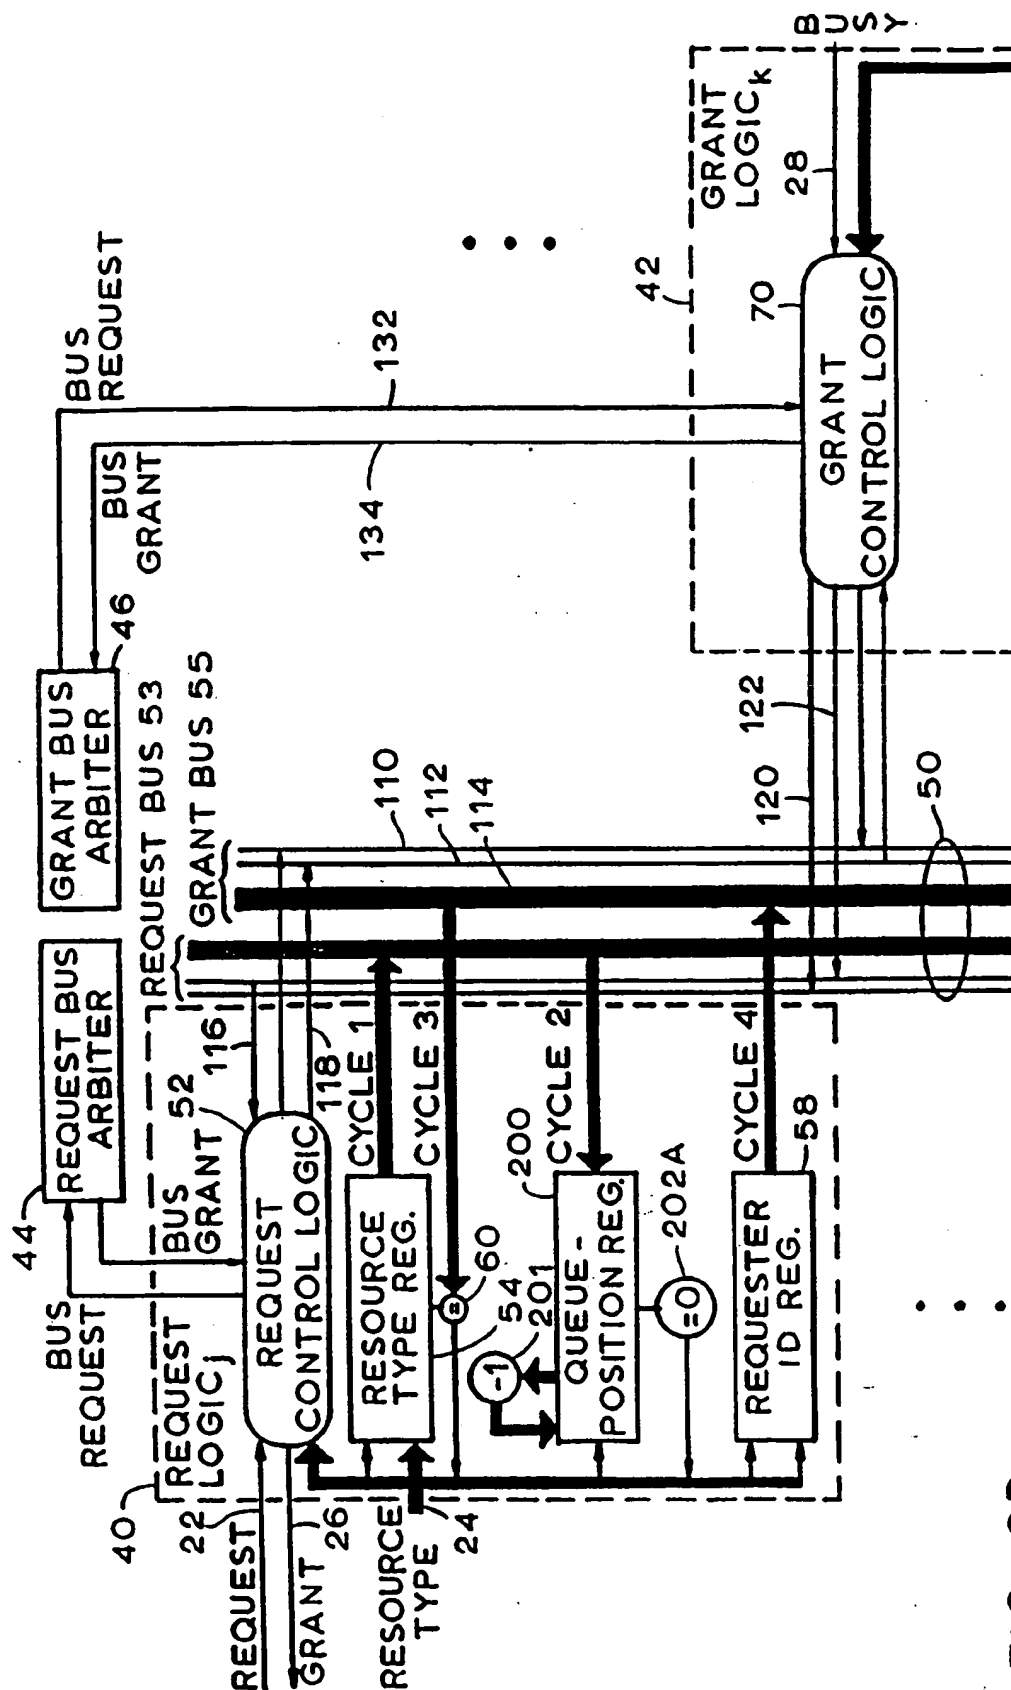 44
REQUEST BUS
ARBITER
GRANT BUS
ARBITER
46
BUS
REQUEST
BUS
GRANT
BUS
REQUEST
BUS
GRANT
REQUEST BUS 53
GRANT BUS 55
132
134
40
REQUEST
LOGICj
52
116
118
110
112
114
22
REQUEST
26
GRANT
REQUEST
CONTROL LOGIC
RESOURCE
TYPE
24
RESOURCE
TYPE REG.
54
60
=
CYCLE 1
CYCLE 3
201
-1
QUEUE-
POSITION REG.
200
CYCLE 2
=0
202A
REQUESTER
ID REG.
58
CYCLE 4
120
122
50
42
GRANT
LOGICk
70
GRANT
CONTROL LOGIC
28
BUSY